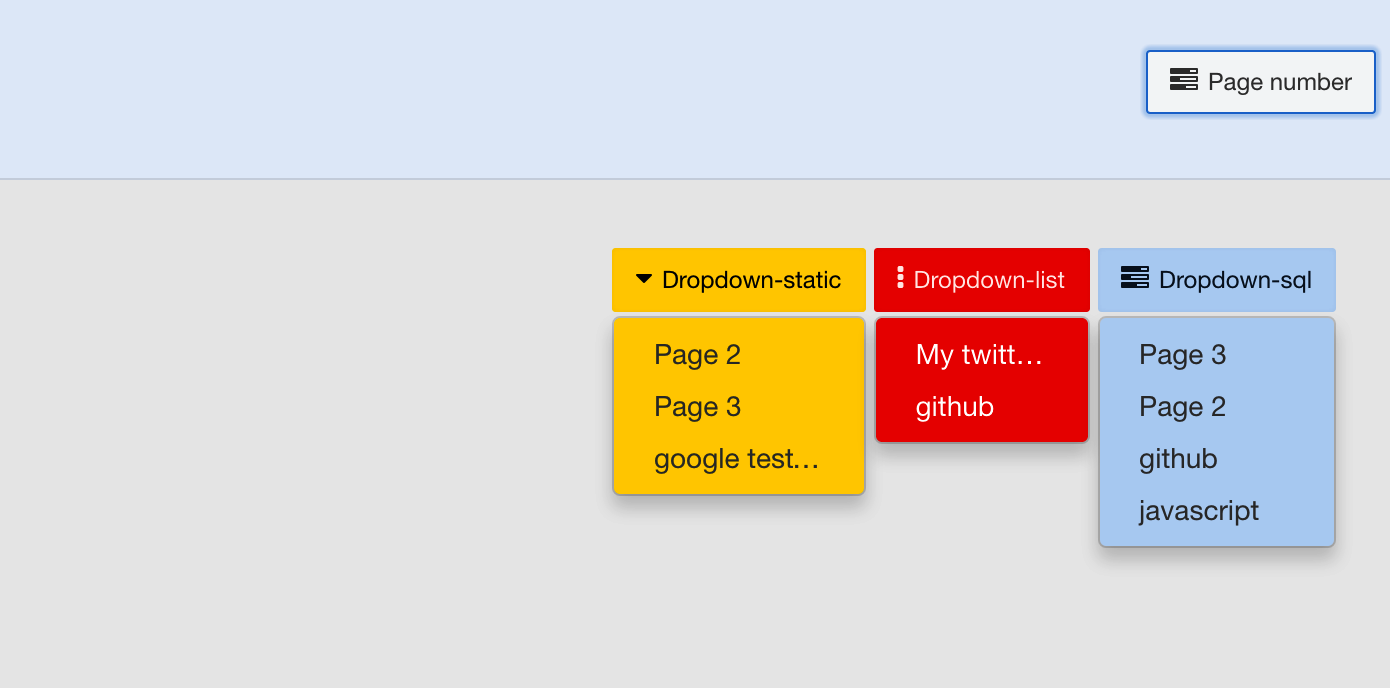 Page number
Dropdown-static
Page 2
Page 3
google test…
Dropdown-list
My twitt…
github
Dropdown-sql
Page 3
Page 2
github
javascript